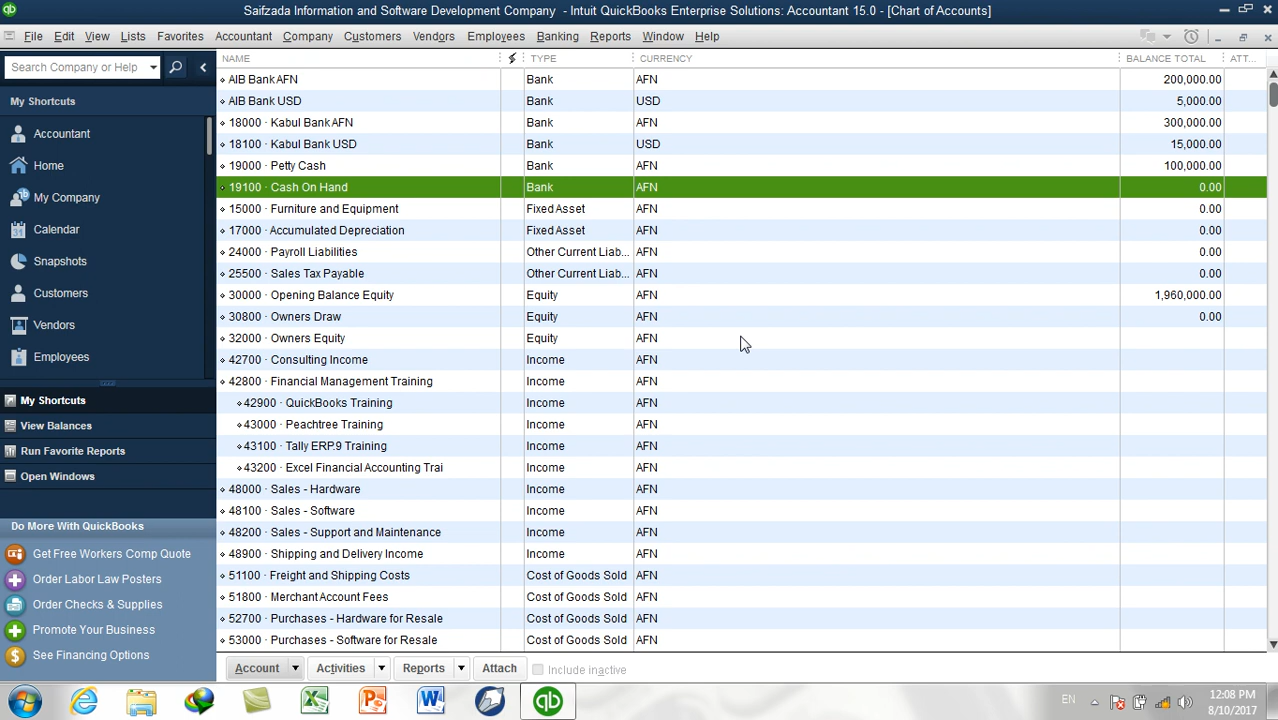 Saifzada Information and Software Development Company - Intuit QuickBooks Enterprise Solutions: Accountant 15.0 - [Chart of Accounts]
File Edit View Lists Favorites Accountant Company Customers Vendors Employees Banking Reports Window Help
Search Company or Help
My Shortcuts
Accountant
Home
My Company
Calendar
Snapshots
Customers
Vendors
Employees
My Shortcuts
View Balances
Run Favorite Reports
Open Windows
Do More With QuickBooks
Get Free Workers Comp Quote
Order Labor Law Posters
Order Checks & Supplies
Promote Your Business
See Financing Options
NAME TYPE CURRENCY BALANCE TOTAL ATT...
AIB Bank AFN Bank AFN 200,000.00
AIB Bank USD Bank USD 5,000.00
18000 · Kabul Bank AFN Bank AFN 300,000.00
18100 · Kabul Bank USD Bank USD 15,000.00
19000 · Petty Cash Bank AFN 100,000.00
19100 · Cash On Hand Bank AFN 0.00
15000 · Furniture and Equipment Fixed Asset AFN 0.00
17000 · Accumulated Depreciation Fixed Asset AFN 0.00
24000 · Payroll Liabilities Other Current Liab... AFN 0.00
25500 · Sales Tax Payable Other Current Liab... AFN 0.00
30000 · Opening Balance Equity Equity AFN 1,960,000.00
30800 · Owners Draw Equity AFN 0.00
32000 · Owners Equity Equity AFN
42700 · Consulting Income Income AFN
42800 · Financial Management Training Income AFN
42900 · QuickBooks Training Income AFN
43000 · Peachtree Training Income AFN
43100 · Tally ERP.9 Training Income AFN
43200 · Excel Financial Accounting Trai Income AFN
48000 · Sales - Hardware Income AFN
48100 · Sales - Software Income AFN
48200 · Sales - Support and Maintenance Income AFN
48900 · Shipping and Delivery Income Income AFN
51100 · Freight and Shipping Costs Cost of Goods Sold AFN
51800 · Merchant Account Fees Cost of Goods Sold AFN
52700 · Purchases - Hardware for Resale Cost of Goods Sold AFN
53000 · Purchases - Software for Resale Cost of Goods Sold AFN
Account Activities Reports Attach Include inactive
EN 12:08 PM
8/10/2017